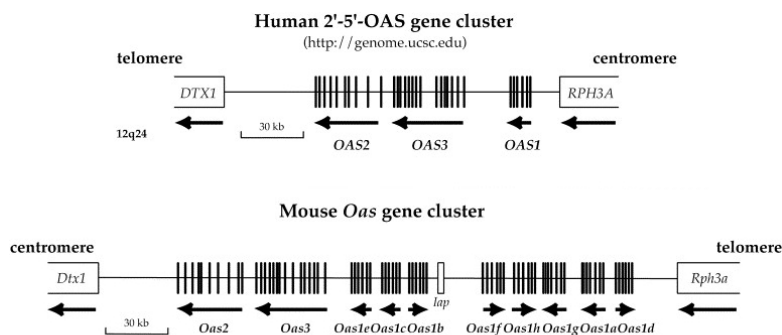 Human 2'-5'-OAS gene cluster
(http://genome.ucsc.edu)
telomere
centromere
DTX1
RPH3A
12q24
30 kb
OAS2
OAS3
OAS1
Mouse Oas gene cluster
centromere
telomere
Dtx1
Rph3a
30 kb
Oas2
Oas3
Oas1e Oas1c Oas1b
lap
Oas1f Oas1h Oas1g Oas1a Oas1d